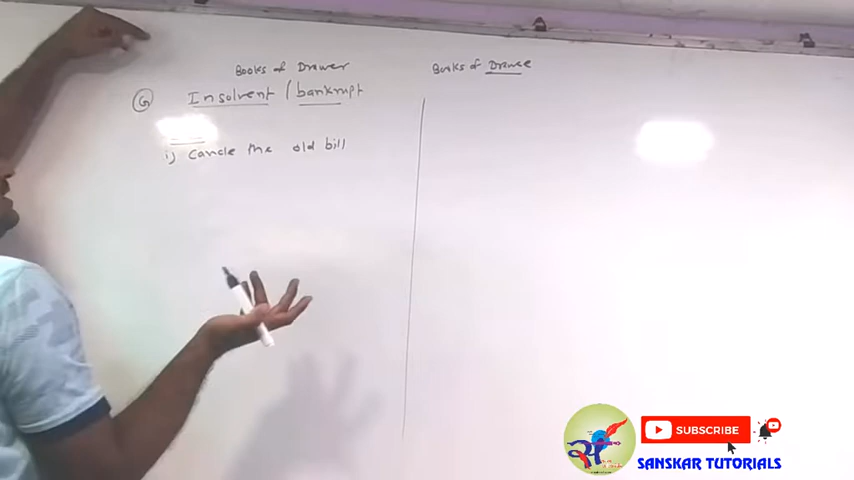 Books of Drawer
Books of Drawee
G Insolvent / bankrupt
i) Cancle the old bill
SUBSCRIBE
SANSKAR TUTORIALS